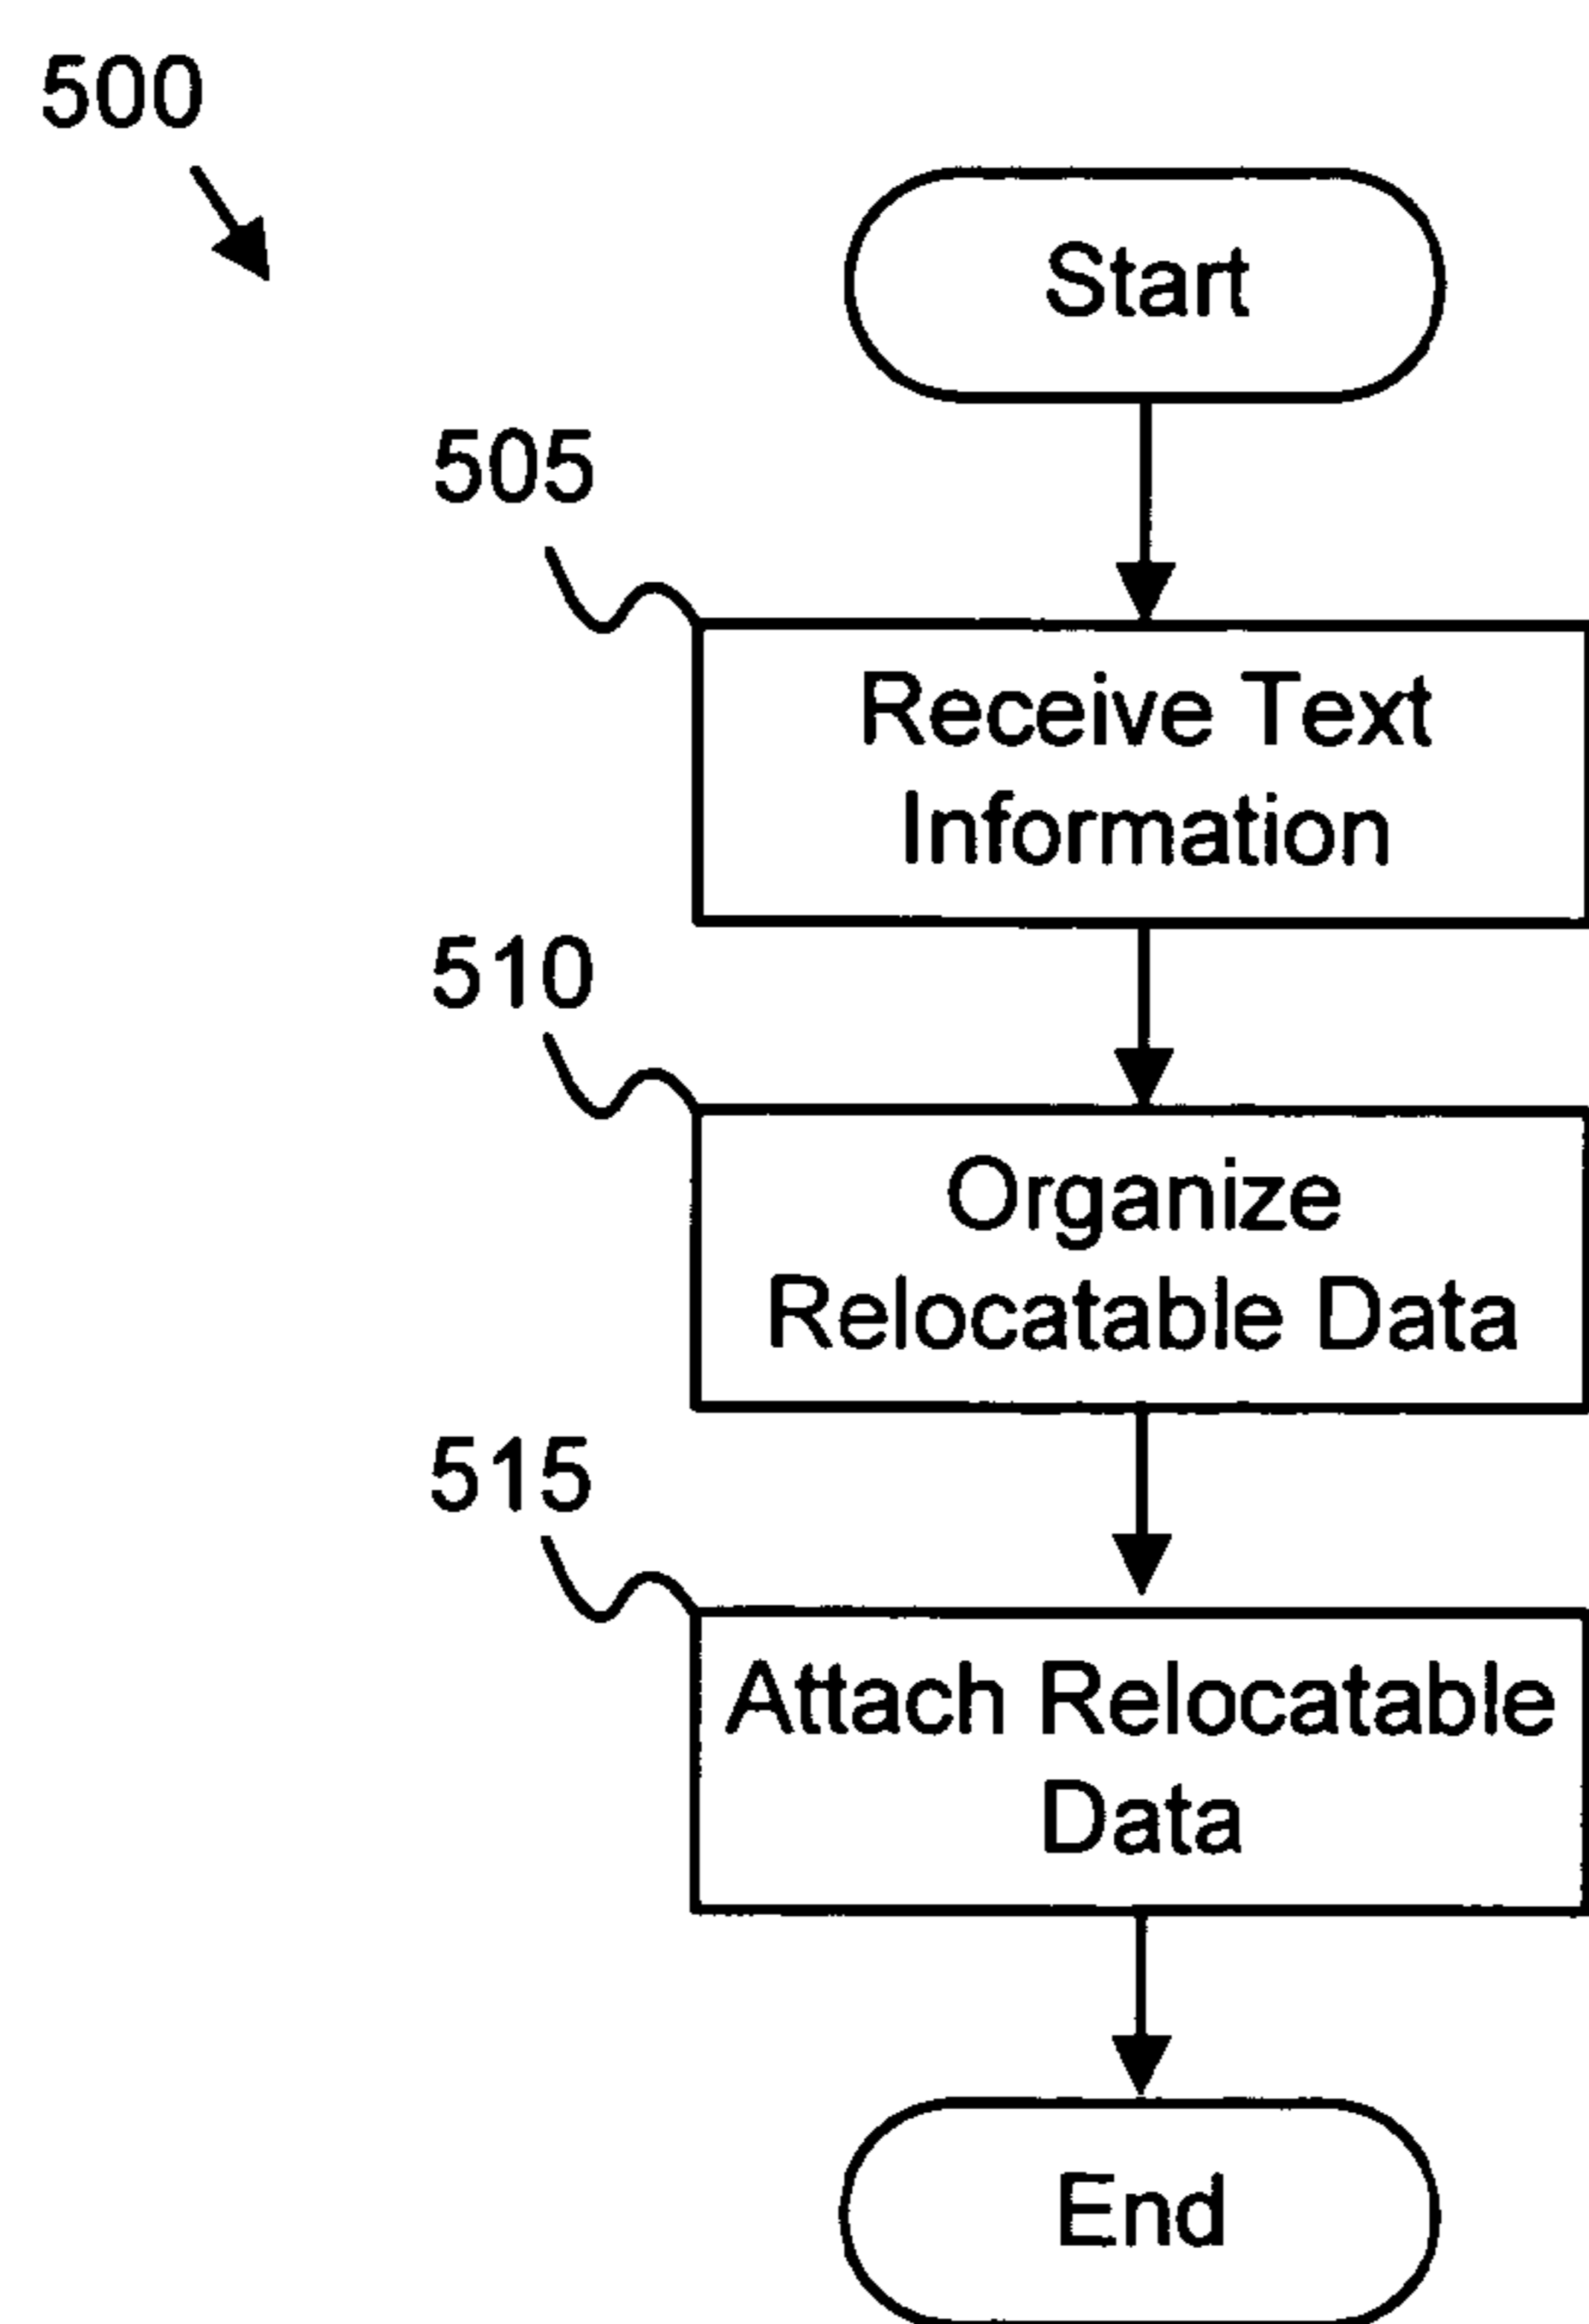 500
Start
505
Receive Text
Information
510
Organize
Relocatable Data
515
Attach Relocatable
Data
End